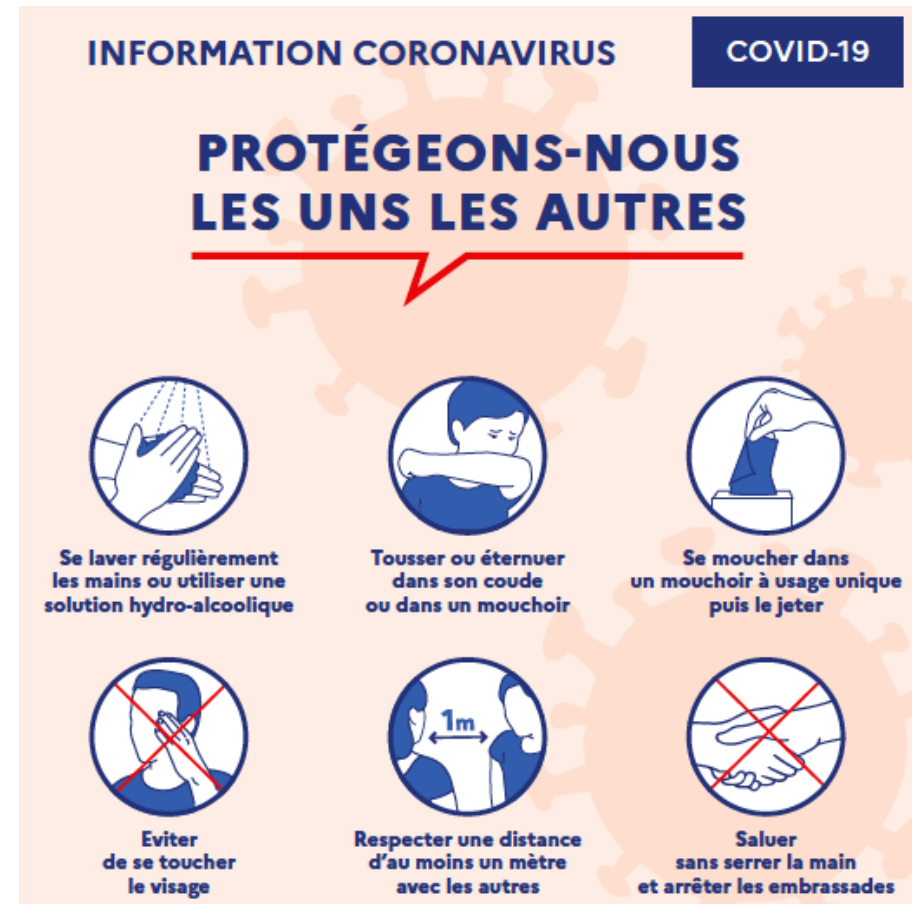 INFORMATION CORONAVIRUS
COVID-19
PROTÉGEONS-NOUS
LES UNS LES AUTRES
Se laver régulièrement
les mains ou utiliser une
solution hydro-alcoolique
Tousser ou éternuer
dans son coude
ou dans un mouchoir
Se moucher dans
un mouchoir à usage unique
puis le jeter
Eviter
de se toucher
le visage
1m
Respecter une distance
d'au moins un mètre
avec les autres
Saluer
sans serrer la main
et arrêter les embrassades